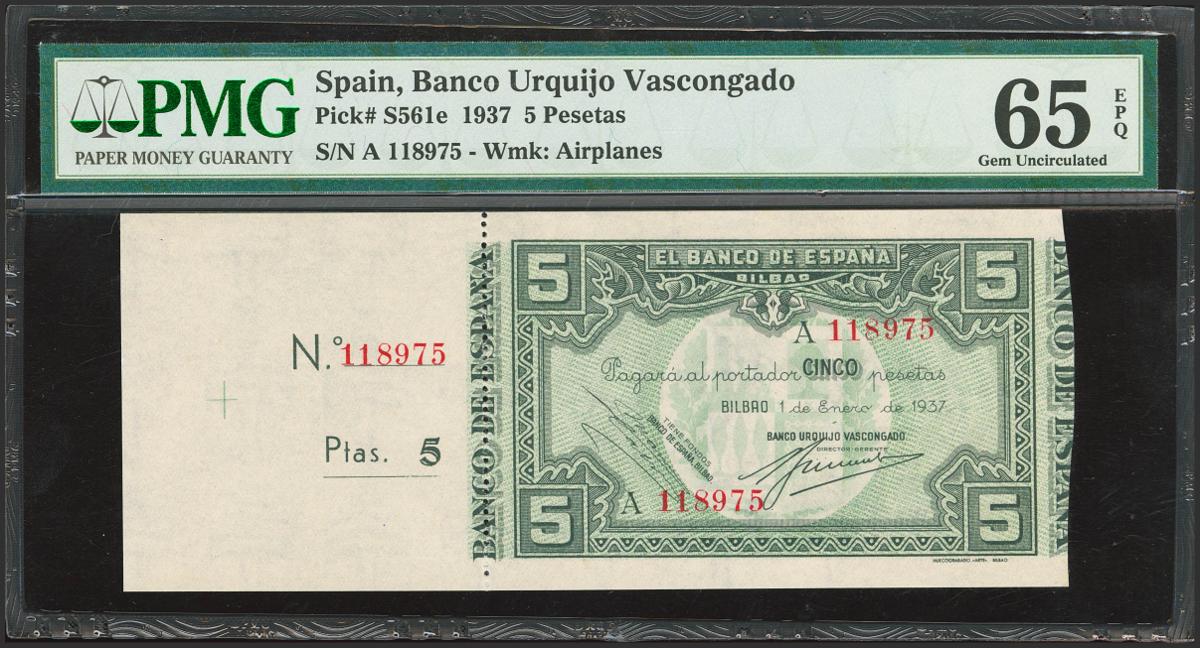 PMG
PAPER MONEY GUARANTY
Spain, Banco Urquijo Vascongado
Pick# S561e 1937 5 Pesetas
S/N A 118975 - Wmk: Airplanes
65
EPQ
Gem Uncirculated
N.º 118975
Ptas. 5
BANCO·DE·ESPAÑA
5
EL BANCO DE ESPAÑA
BILBAO
5
A 118975
Pagará al portador CINCO pesetas
BILBAO 1 de Enero de 1937
BANCO URQUIJO VASCONGADO
DIRECTOR-GERENTE
TIENE FONDOS
BANCO DE ESPAÑA, BILBAO
A 118975
5
5
BANCO DE ESPAÑA
HUECOGRABADO «ARTE» BILBAO